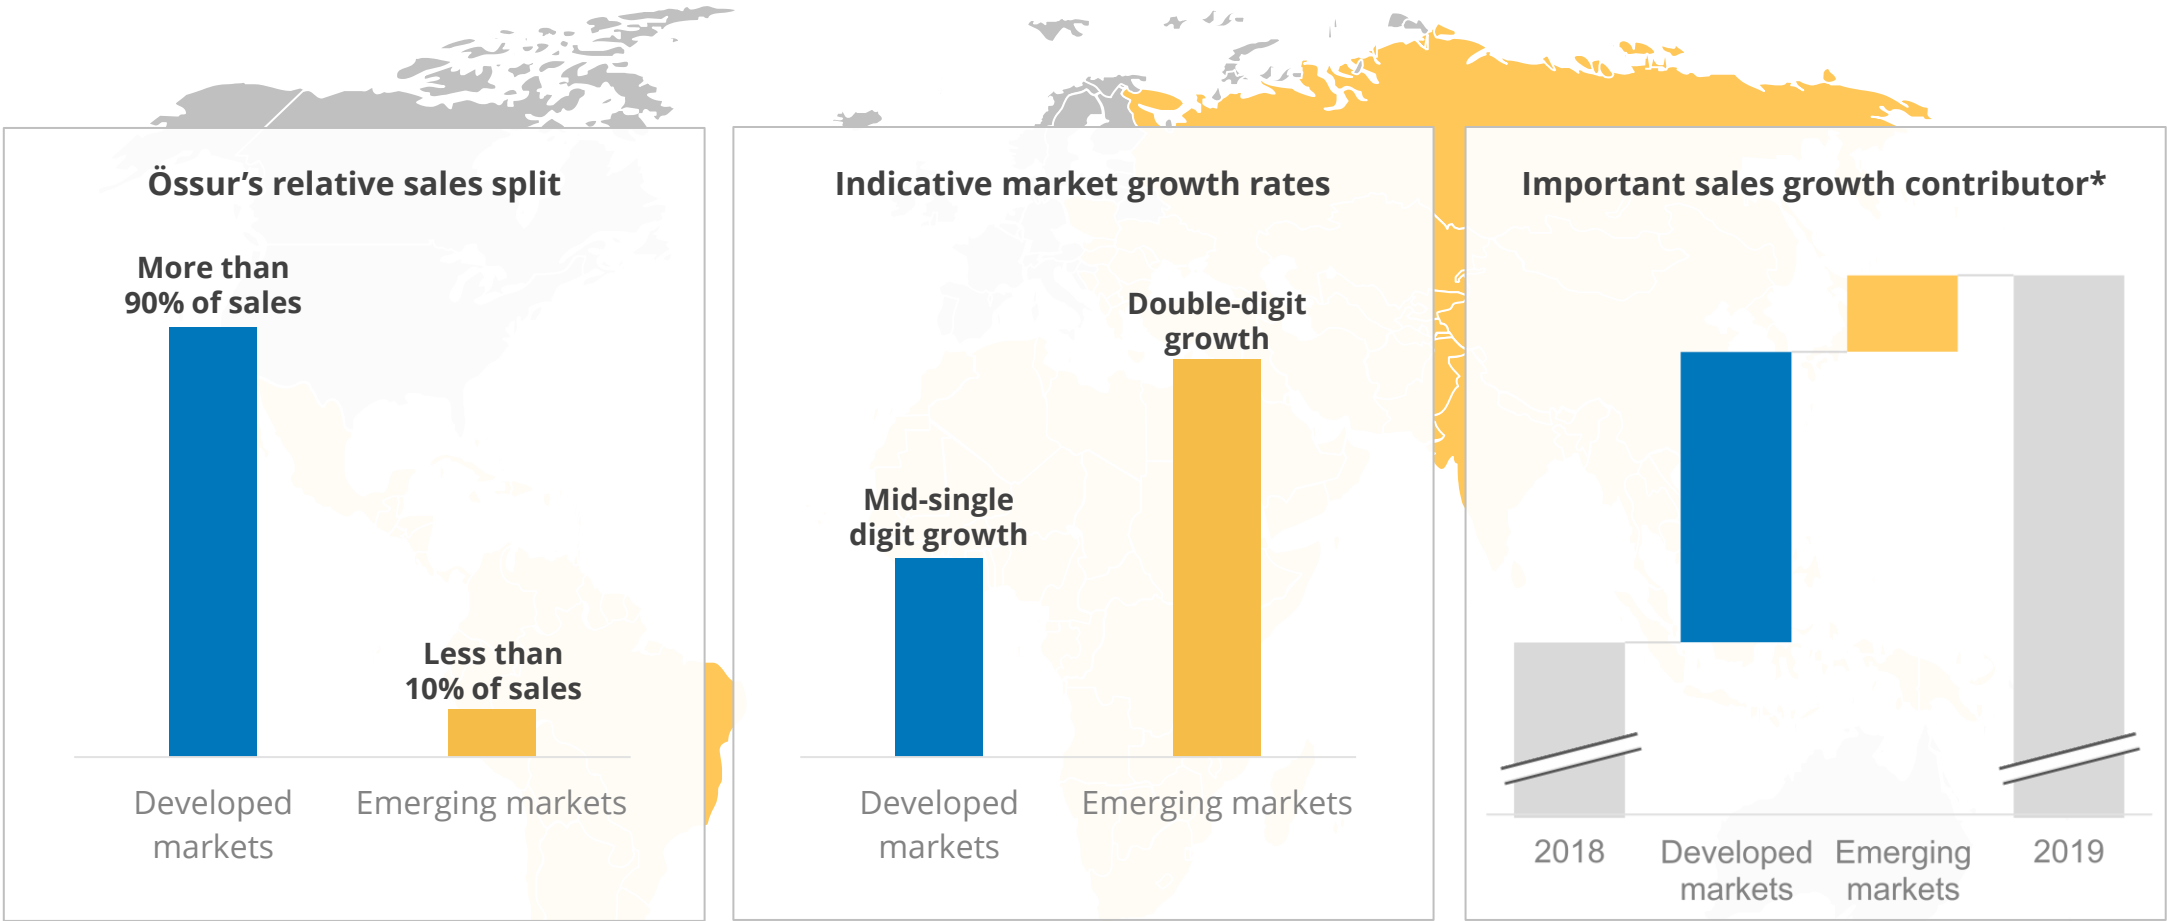 Össur’s relative sales split
More than
90% of sales
Less than
10% of sales
Developed
markets
Emerging markets
Indicative market growth rates
Mid-single
digit growth
Double-digit
growth
Developed
markets
Emerging markets
Important sales growth contributor*
2018
Developed
markets
Emerging
markets
2019